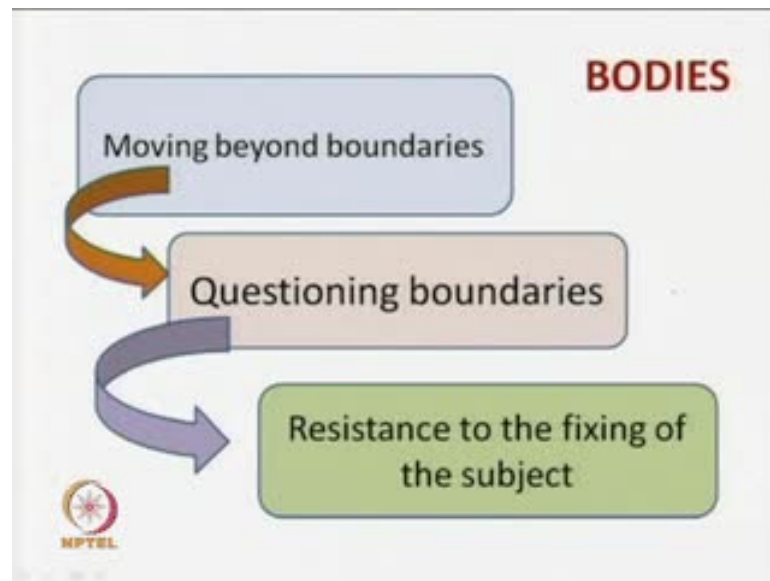 BODIES
Moving beyond boundaries
Questioning boundaries
Resistance to the fixing of
the subject
NPTEL